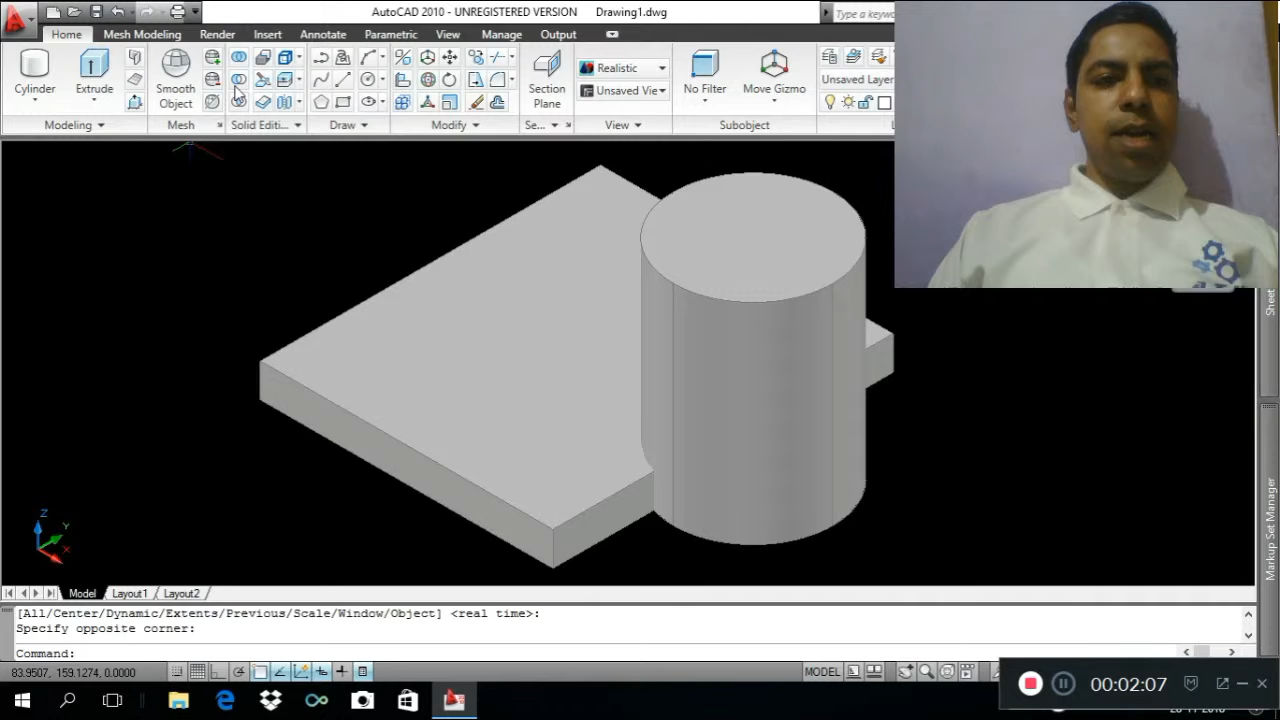 AutoCAD 2010 - UNREGISTERED VERSION Drawing1.dwg
Type a keywo
Home Mesh Modeling Render Insert Annotate Parametric View Manage Output
Cylinder
Extrude
Smooth
Object
Section
Plane
Realistic
Unsaved Vie
No Filter
Move Gizmo
Unsaved Laye
Modeling Mesh Solid Editi... Draw Modify Se... View Subobject
Sheet
Markup Set Manager
Z
Y
X
Model Layout1 Layout2
[All/Center/Dynamic/Extents/Previous/Scale/Window/Object] <real time>:
Specify opposite corner:
Command:
83.9507, 159.1274, 0.0000
MODEL
00:02:07